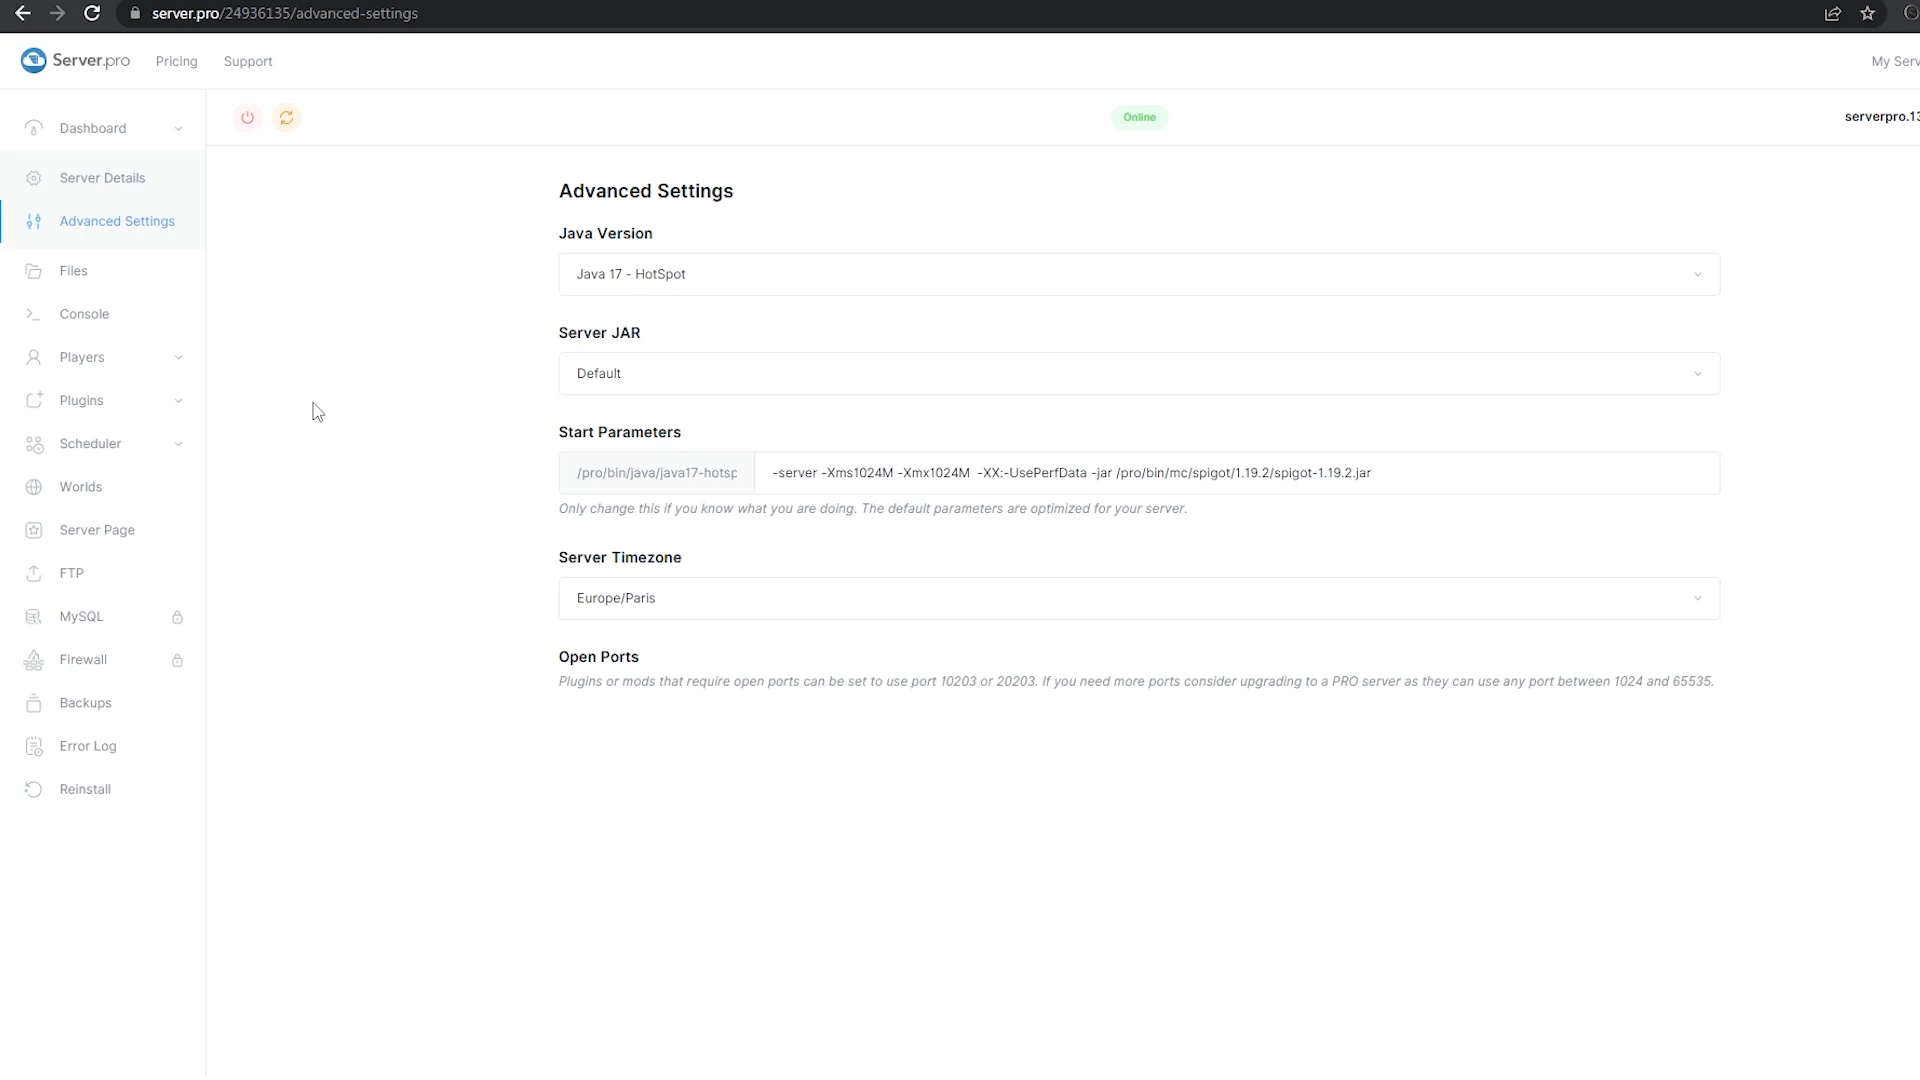 server.pro/24936135/advanced-settings
Server.pro
Pricing
Support
My Serv
Online
serverpro.13
Dashboard
Server Details
Advanced Settings
Files
Console
Players
Plugins
Scheduler
Worlds
Server Page
FTP
MySQL
Firewall
Backups
Error Log
Reinstall
Advanced Settings
Java Version
Java 17 - HotSpot
Server JAR
Default
Start Parameters
/pro/bin/java/java17-hotsp
-server -Xms1024M -Xmx1024M  -XX:-UsePerfData -jar /pro/bin/mc/spigot/1.19.2/spigot-1.19.2.jar
Only change this if you know what you are doing. The default parameters are optimized for your server.
Server Timezone
Europe/Paris
Open Ports
Plugins or mods that require open ports can be set to use port 10203 or 20203. If you need more ports consider upgrading to a PRO server as they can use any port between 1024 and 65535.